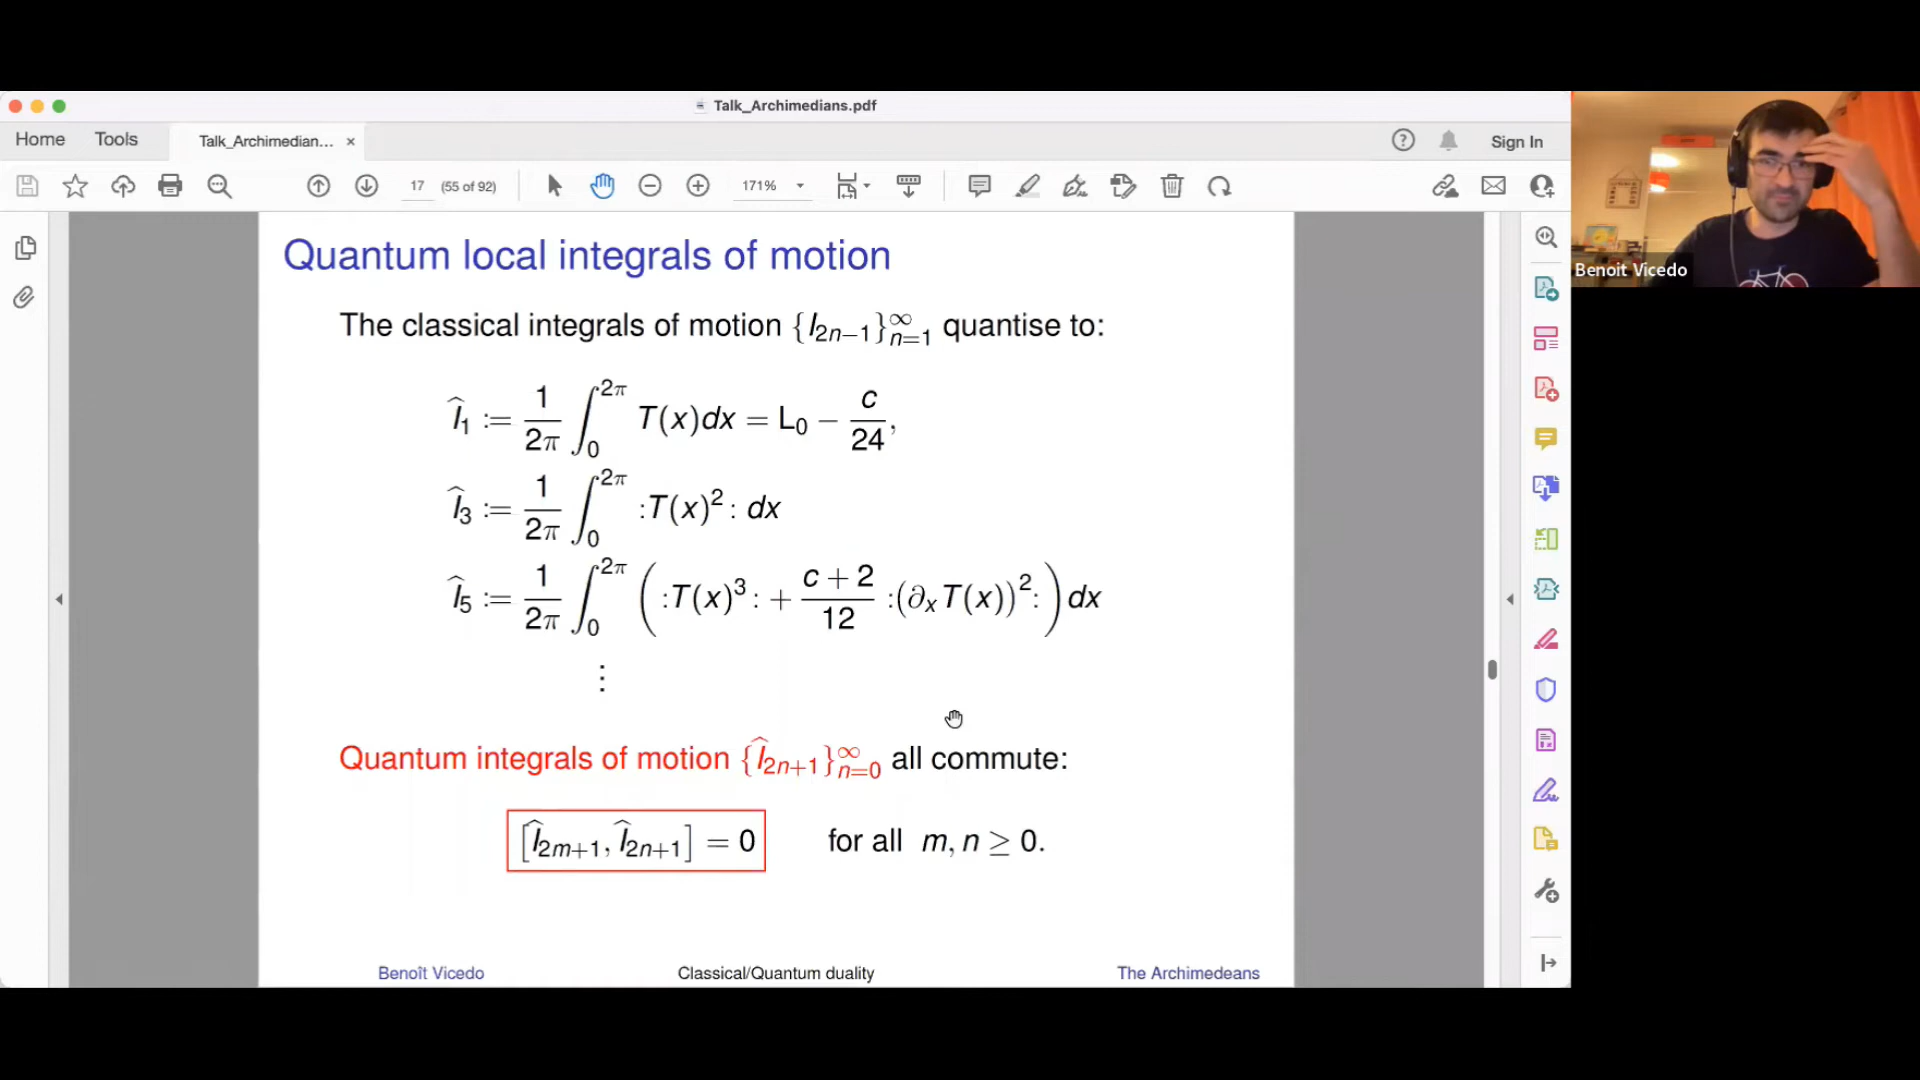 Talk_Archimedians.pdf
Home Tools Talk_Archimedian... × Sign In
17 (55 of 92) 171%
Quantum local integrals of motion
The classical integrals of motion {I_{2n−1}}_{n=1}^∞ quantise to:
Î_1 := 1/2π ∫_0^{2π} T(x)dx = L_0 − c/24,
Î_3 := 1/2π ∫_0^{2π} :T(x)^2: dx
Î_5 := 1/2π ∫_0^{2π} ( :T(x)^3: + c+2/12 :(∂_x T(x))^2: ) dx
⋮
Quantum integrals of motion {Î_{2n+1}}_{n=0}^∞ all commute:
[Î_{2m+1}, Î_{2n+1}] = 0 for all m, n ≥ 0.
Benoît Vicedo Classical/Quantum duality The Archimedeans
Benoit Vicedo